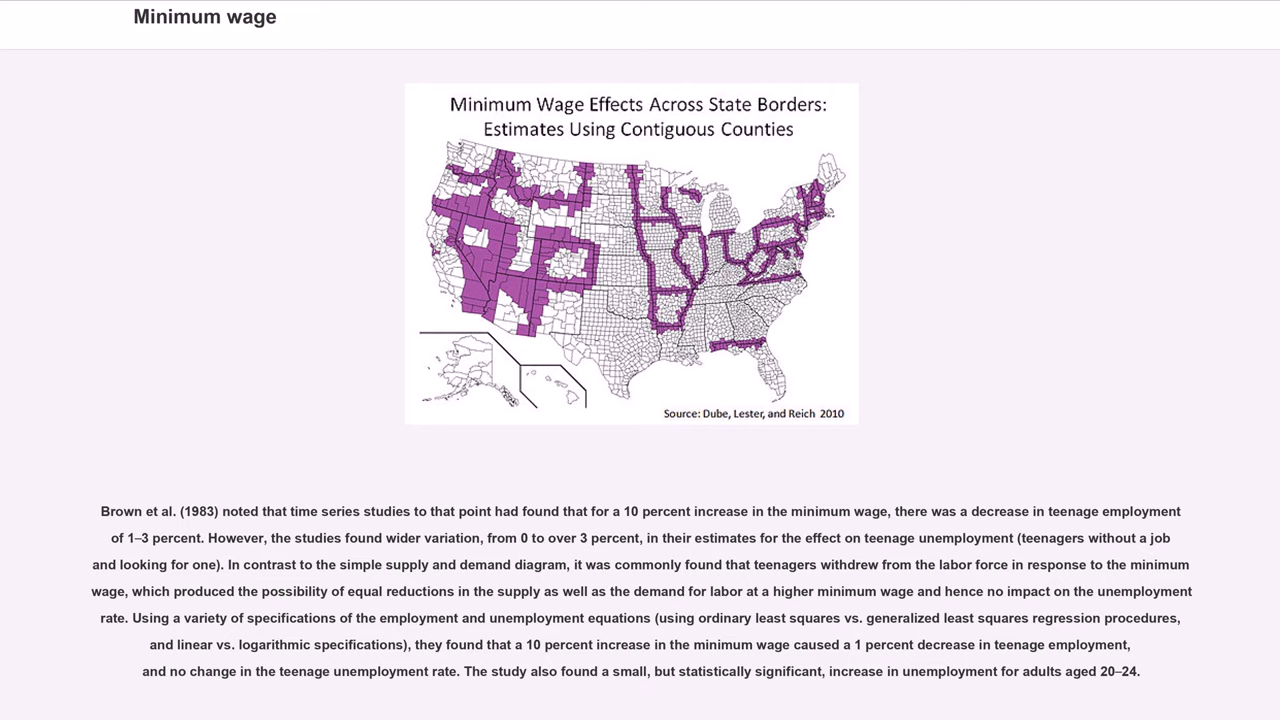 Minimum wage
Minimum Wage Effects Across State Borders:
Estimates Using Contiguous Counties
Source: Dube, Lester, and Reich 2010
Brown et al. (1983) noted that time series studies to that point had found that for a 10 percent increase in the minimum wage, there was a decrease in teenage employment
of 1–3 percent. However, the studies found wider variation, from 0 to over 3 percent, in their estimates for the effect on teenage unemployment (teenagers without a job
and looking for one). In contrast to the simple supply and demand diagram, it was commonly found that teenagers withdrew from the labor force in response to the minimum
wage, which produced the possibility of equal reductions in the supply as well as the demand for labor at a higher minimum wage and hence no impact on the unemployment
rate. Using a variety of specifications of the employment and unemployment equations (using ordinary least squares vs. generalized least squares regression procedures,
and linear vs. logarithmic specifications), they found that a 10 percent increase in the minimum wage caused a 1 percent decrease in teenage employment,
and no change in the teenage unemployment rate. The study also found a small, but statistically significant, increase in unemployment for adults aged 20–24.